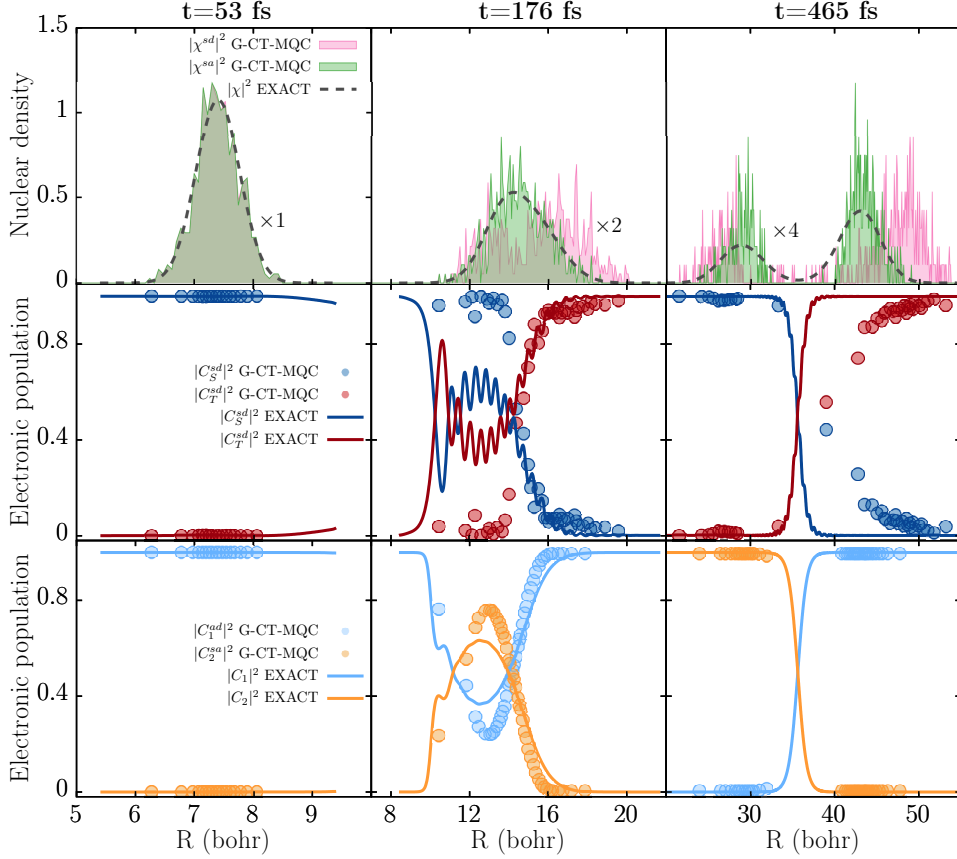 t=53 fs t=176 fs t=465 fs
1.5
1
0.5
0
Nuclear density
|χ^{sd}|² G-CT-MQC
|χ^{sa}|² G-CT-MQC
|χ|² EXACT
×1
×2
×4
0.8
0.4
0
Electronic population
|C_S^{sd}|² G-CT-MQC
|C_T^{sd}|² G-CT-MQC
|C_S^{sd}|² EXACT
|C_T^{sd}|² EXACT
0.8
0.4
0
Electronic population
|C_1^{ad}|² G-CT-MQC
|C_2^{sa}|² G-CT-MQC
|C_1|² EXACT
|C_2|² EXACT
5 6 7 8 9 8 10 12 14 16 18 20 30 40 50
R (bohr) R (bohr) R (bohr)